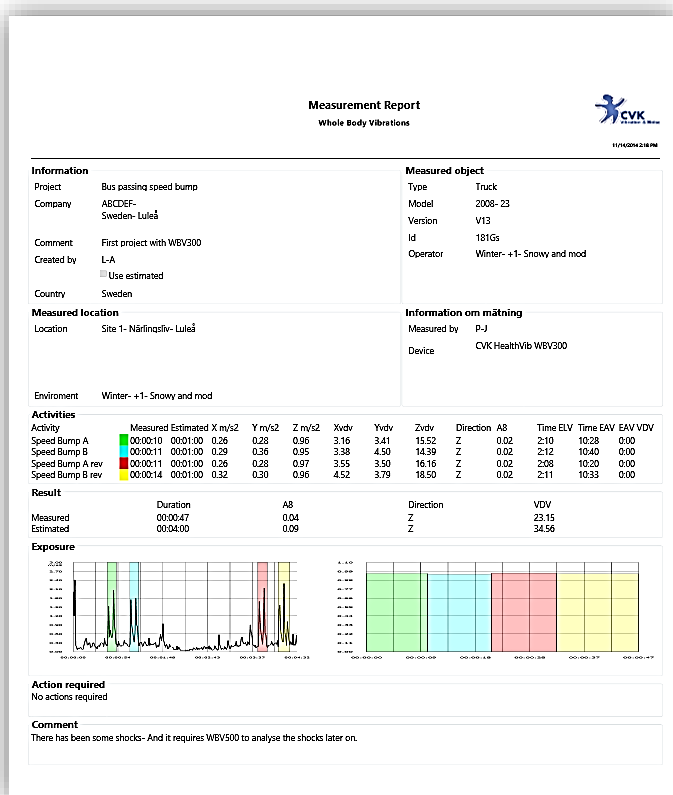 Measurement Report
Whole Body Vibrations
CVK
11/14/2014 2:18 PM
Information
Project Bus passing speed bump
Company ABCDEF-
Sweden- Luleå
Comment First project with WBV300
Created by L-A
Use estimated
Country Sweden
Measured object
Type Truck
Model 2008- 23
Version V13
Id 181Gs
Operator Winter- +1- Snowy and mod
Measured location
Location Site 1- Närlingsliv- Luleå
Enviroment Winter- +1- Snowy and mod
Information om mätning
Measured by P-J
Device CVK HealthVib WBV300
Activities
Activity Measured Estimated X m/s2 Y m/s2 Z m/s2 Xvdv Yvdv Zvdv Direction A8 Time ELV Time EAV EAV VDV
Speed Bump A 00:00:10 00:01:00 0.26 0.28 0.96 3.16 3.41 15.52 Z 0.02 2:10 10:28 0:00
Speed Bump B 00:00:11 00:01:00 0.29 0.36 0.95 3.38 4.50 14.39 Z 0.02 2:12 10:40 0:00
Speed Bump A rev 00:00:11 00:01:00 0.26 0.28 0.97 3.55 3.50 16.16 Z 0.02 2:08 10:20 0:00
Speed Bump B rev 00:00:14 00:01:00 0.32 0.30 0.96 4.52 3.79 18.50 Z 0.02 2:11 10:33 0:00
Result
Duration A8 Direction VDV
Measured 00:00:47 0.04 Z 23.15
Estimated 00:04:00 0.09 Z 34.56
Exposure
Action required
No actions required
Comment
There has been some shocks- And it requires WBV500 to analyse the shocks later on.